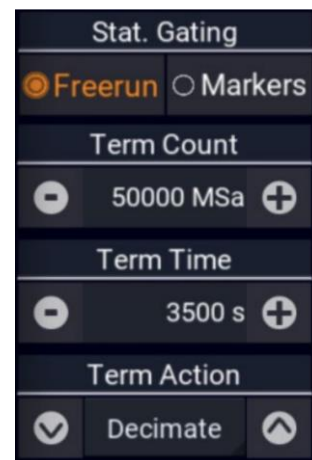 Stat. Gating
Freerun Markers
Term Count
50000 MSa
Term Time
3500 s
Term Action
Decimate